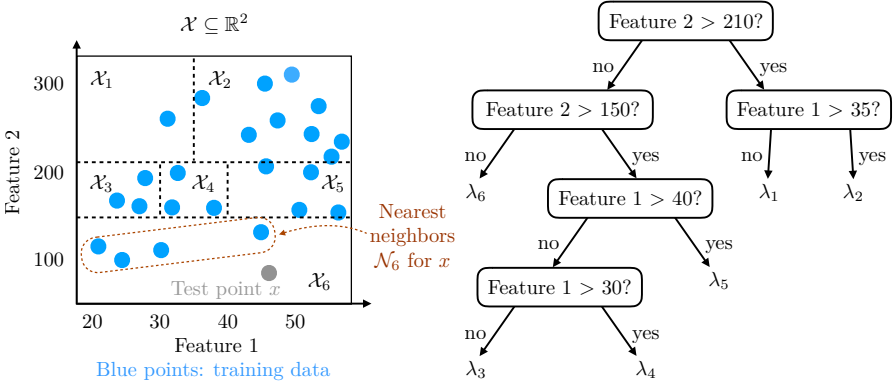 𝒳 ⊆ ℝ²
𝒳₁
𝒳₂
𝒳₃
𝒳₄
𝒳₅
𝒳₆
300
200
100
Feature 2
20 30 40 50
Feature 1
Test point x
Nearest
neighbors
𝒩₆ for x
Blue points: training data
Feature 2 > 210?
no
yes
Feature 2 > 150?
Feature 1 > 35?
no
yes
no
yes
λ₆
Feature 1 > 40?
λ₁
λ₂
no
yes
Feature 1 > 30?
λ₅
no
yes
λ₃
λ₄